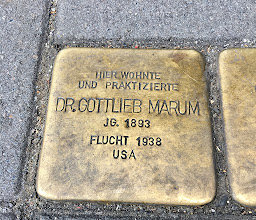 HIER WOHNTE
UND PRAKTIZIERTE
DR. GOTTLIEB MARUM
JG. 1893
FLUCHT 1938
USA